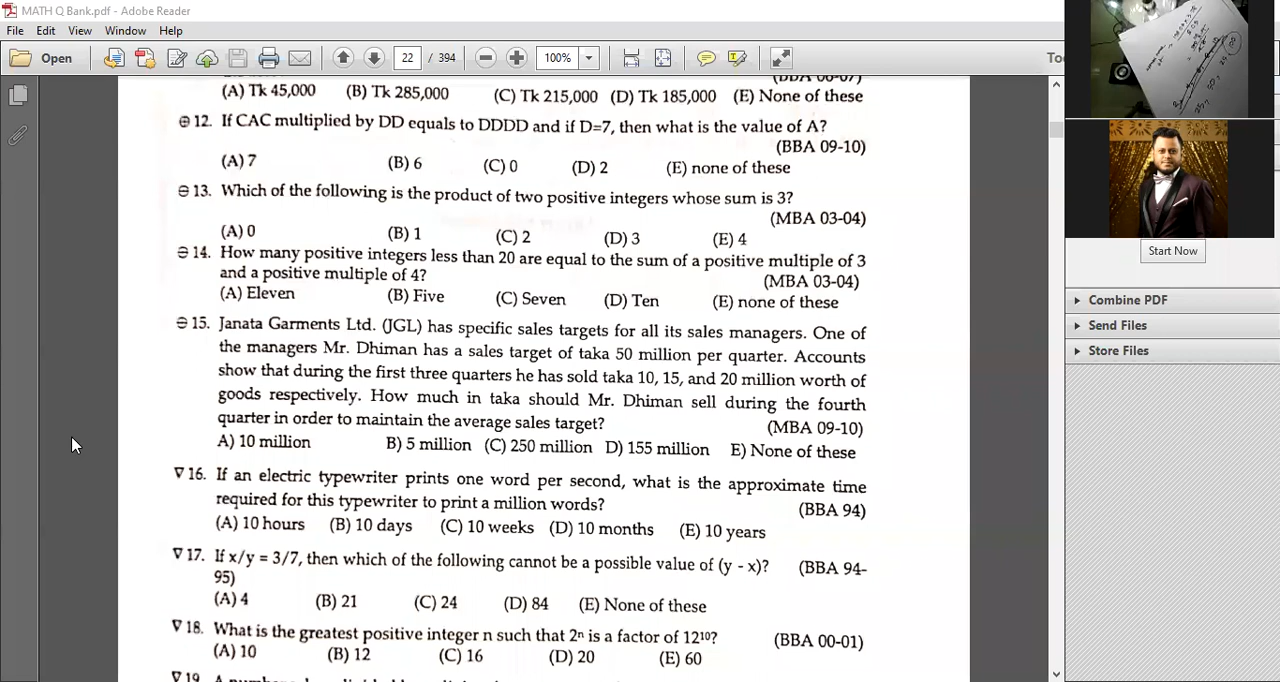 MATH Q Bank.pdf - Adobe Reader
File Edit View Window Help
Open 22 / 394 100%
(A) Tk 45,000 (B) Tk 285,000 (C) Tk 215,000 (D) Tk 185,000 (E) None of these
12. If CAC multiplied by DD equals to DDDD and if D=7, then what is the value of A?
(BBA 09-10)
(A) 7 (B) 6 (C) 0 (D) 2 (E) none of these
13. Which of the following is the product of two positive integers whose sum is 3?
(MBA 03-04)
(A) 0 (B) 1 (C) 2 (D) 3 (E) 4
14. How many positive integers less than 20 are equal to the sum of a positive multiple of 3
and a positive multiple of 4?
(MBA 03-04)
(A) Eleven (B) Five (C) Seven (D) Ten (E) none of these
15. Janata Garments Ltd. (JGL) has specific sales targets for all its sales managers. One of
the managers Mr. Dhiman has a sales target of taka 50 million per quarter. Accounts
show that during the first three quarters he has sold taka 10, 15, and 20 million worth of
goods respectively. How much in taka should Mr. Dhiman sell during the fourth
quarter in order to maintain the average sales target?
(MBA 09-10)
A) 10 million B) 5 million (C) 250 million D) 155 million E) None of these
16. If an electric typewriter prints one word per second, what is the approximate time
required for this typewriter to print a million words?
(BBA 94)
(A) 10 hours (B) 10 days (C) 10 weeks (D) 10 months (E) 10 years
17. If x/y = 3/7, then which of the following cannot be a possible value of (y - x)? (BBA 94-
95)
(A) 4 (B) 21 (C) 24 (D) 84 (E) None of these
18. What is the greatest positive integer n such that 2ⁿ is a factor of 12¹⁰? (BBA 00-01)
(A) 10 (B) 12 (C) 16 (D) 20 (E) 60
Start Now
Combine PDF
Send Files
Store Files